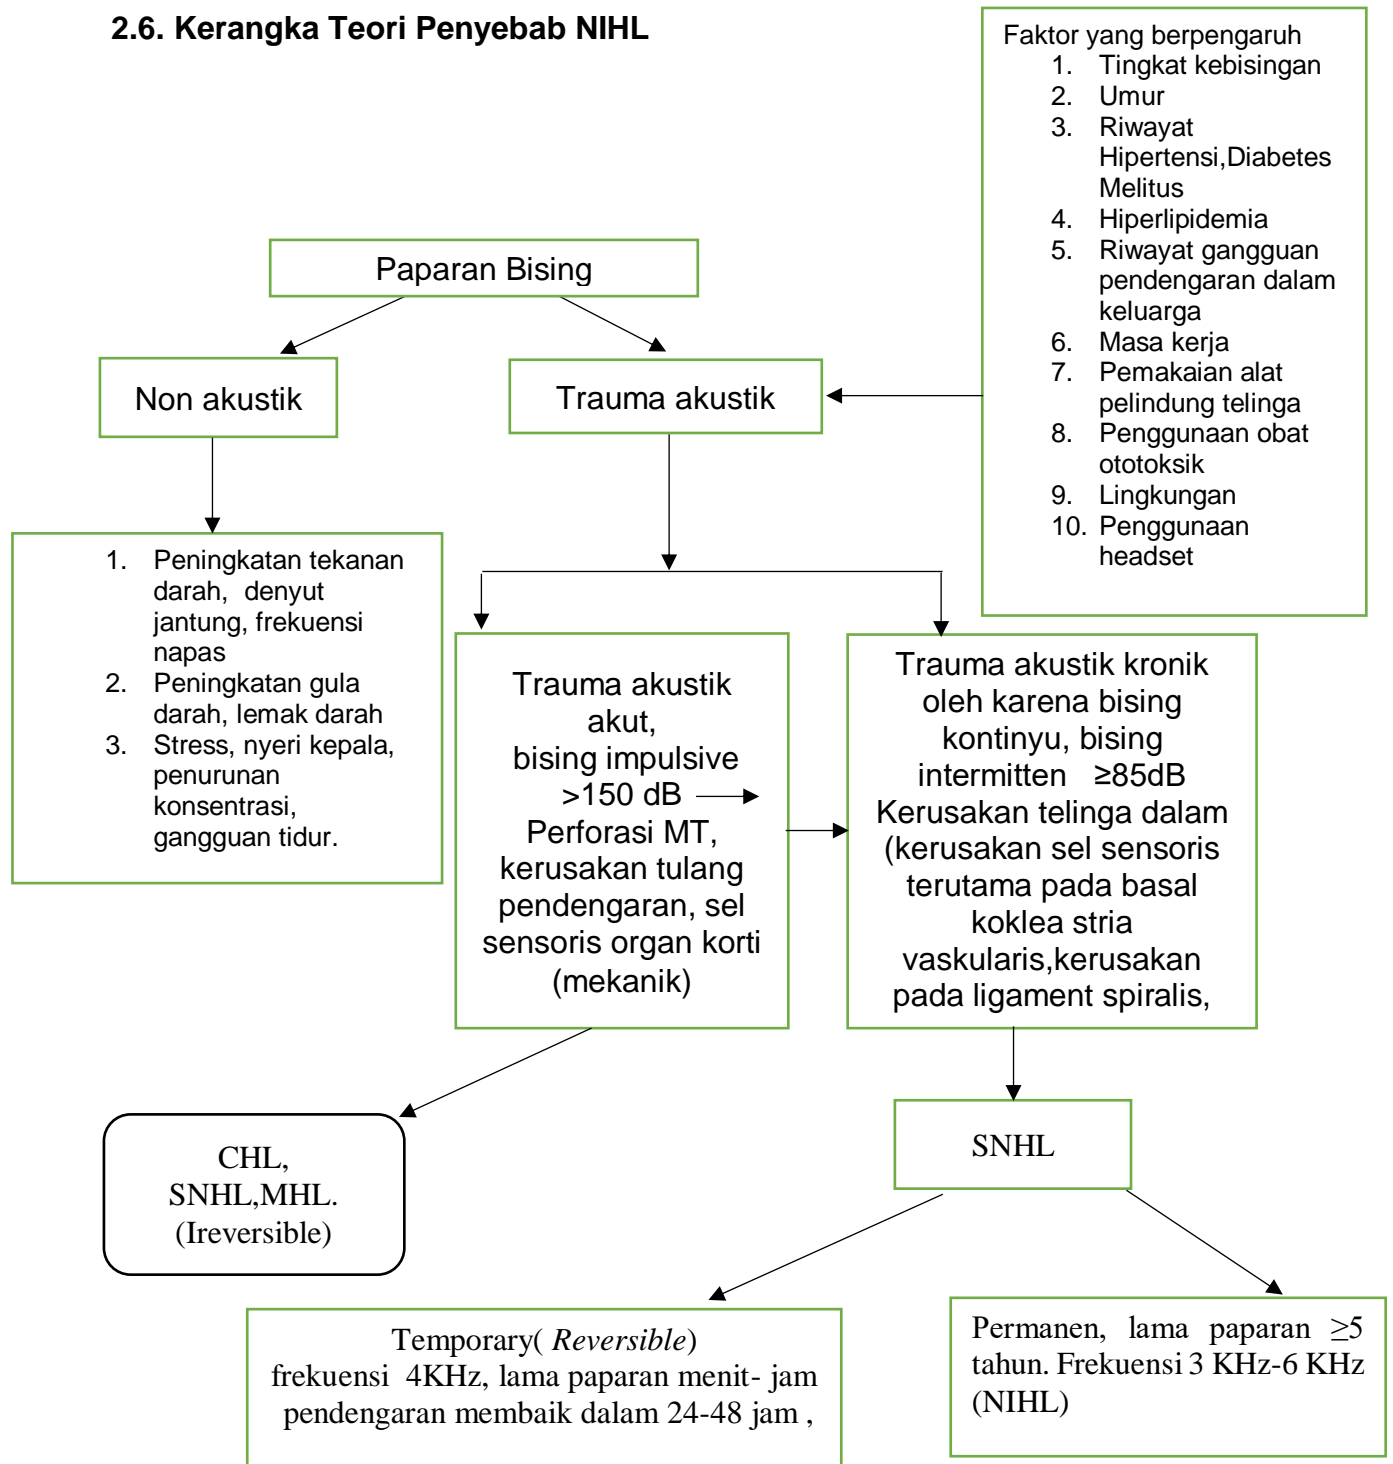 2.6. Kerangka Teori Penyebab NIHL
Faktor yang berpengaruh
1. Tingkat kebisingan
2. Umur
3. Riwayat
Hipertensi,Diabetes
Melitus
4. Hiperlipidemia
5. Riwayat gangguan
pendengaran dalam
keluarga
6. Masa kerja
7. Pemakaian alat
pelindung telinga
8. Penggunaan obat
ototoksik
9. Lingkungan
10. Penggunaan
headset
Paparan Bising
Non akustik
Trauma akustik
1. Peningkatan tekanan
darah, denyut
jantung, frekuensi
napas
2. Peningkatan gula
darah, lemak darah
3. Stress, nyeri kepala,
penurunan
konsentrasi,
gangguan tidur.
Trauma akustik
akut,
bising impulsive
>150 dB
Perforasi MT,
kerusakan tulang
pendengaran, sel
sensoris organ korti
(mekanik)
Trauma akustik kronik
oleh karena bising
kontinyu, bising
intermitten ≥85dB
Kerusakan telinga dalam
(kerusakan sel sensoris
terutama pada basal
koklea stria
vaskularis,kerusakan
pada ligament spiralis,
CHL,
SNHL,MHL.
(Ireversible)
SNHL
Temporary( Reversible)
frekuensi 4KHz, lama paparan menit- jam
pendengaran membaik dalam 24-48 jam ,
Permanen, lama paparan ≥5
tahun. Frekuensi 3 KHz-6 KHz
(NIHL)